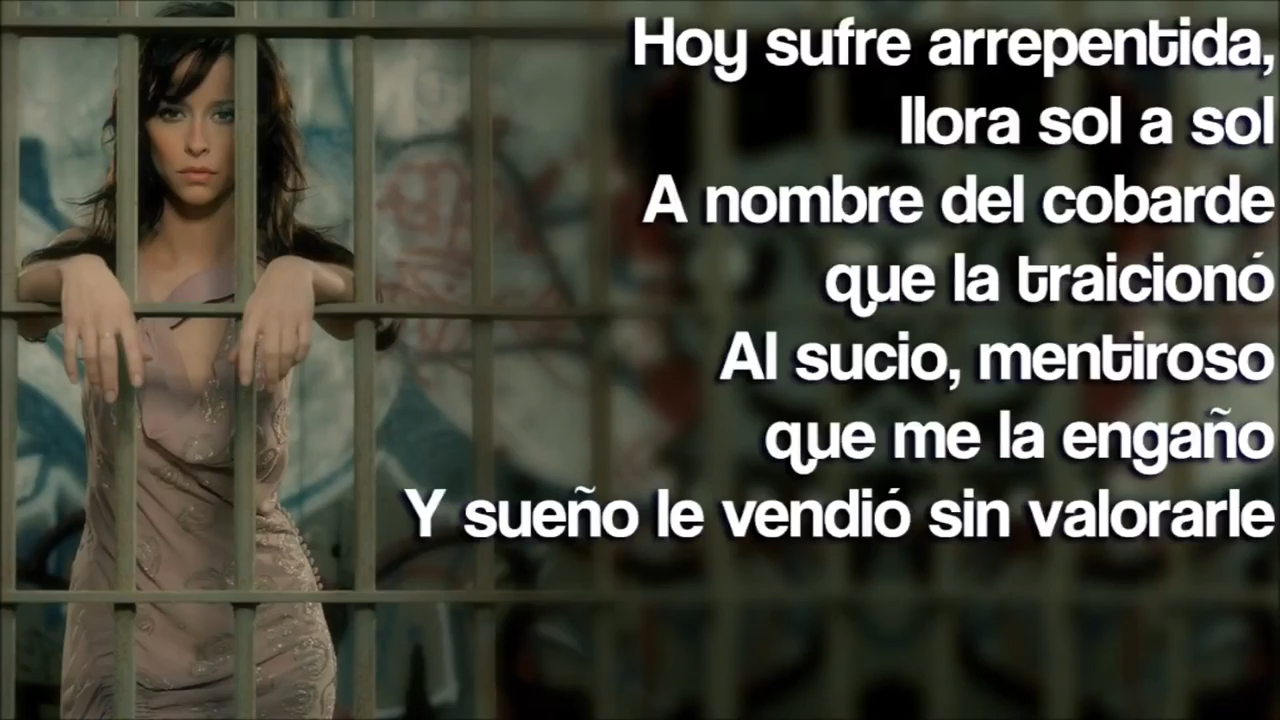 Hoy sufre arrepentida,
llora sol a sol
A nombre del cobarde
que la traicionó
Al sucio, mentiroso
que me la engaño
Y sueño le vendió sin valorarle